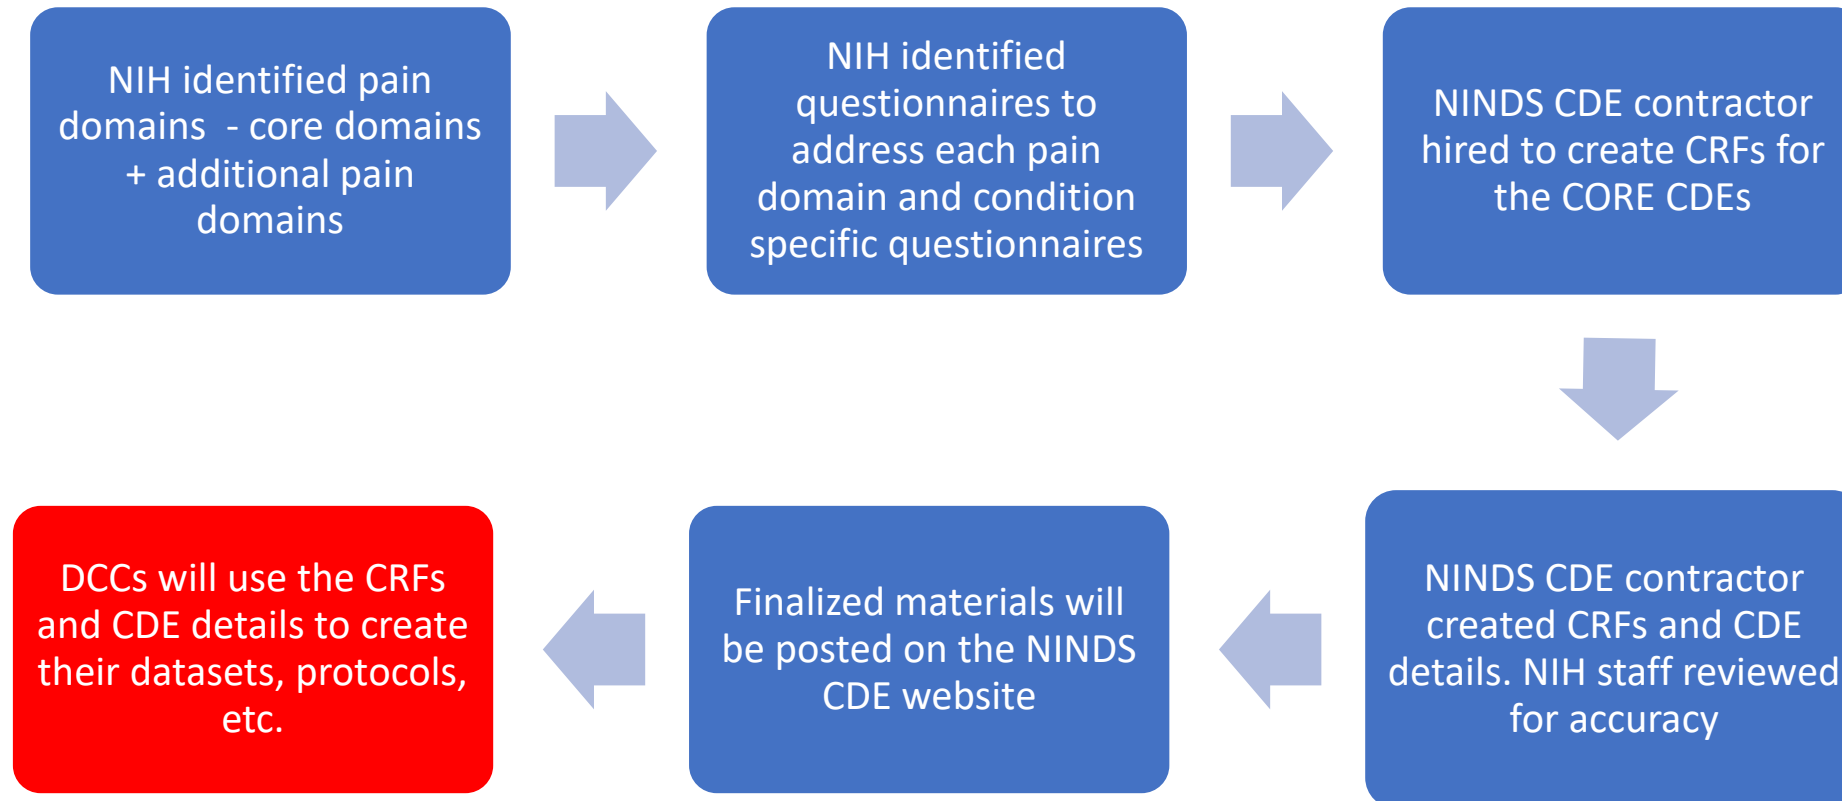 NIH identified pain
domains - core domains
+ additional pain
domains
NIH identified
questionnaires to
address each pain
domain and condition
specific questionnaires
NINDS CDE contractor
hired to create CRFs for
the CORE CDEs
NINDS CDE contractor
created CRFs and CDE
details. NIH staff reviewed
for accuracy
Finalized materials will
be posted on the NINDS
CDE website
DCCs will use the CRFs
and CDE details to create
their datasets, protocols,
etc.